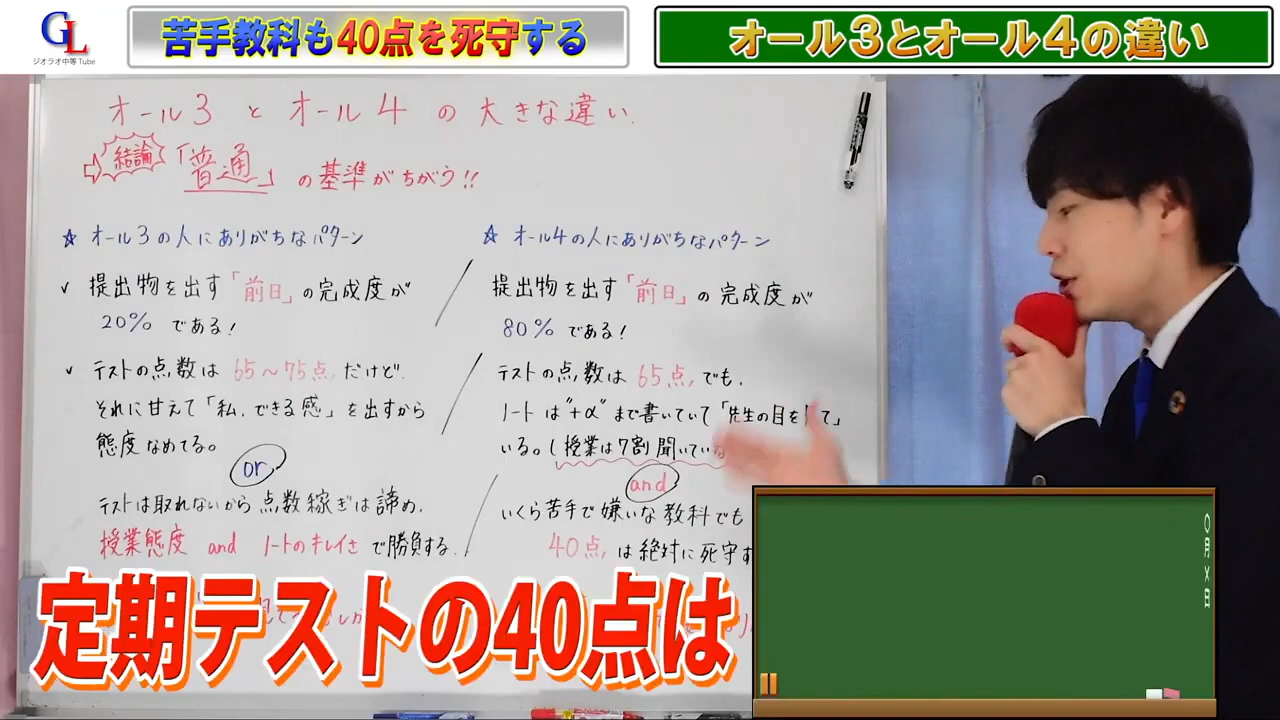 GL
ジオラオ中等Tube
苦手教科も40点を死守する
オール3とオール4の違い
オール3 と オール4 の大きな違い.
⇒ 結論 「普通」の基準がちがう!!
☆ オール3の人にありがちなパターン
✓ 提出物を出す「前日」の完成度が
20% である!
✓ テストの点数は 65〜75点, だけど.
それに甘えて「私,できる感」を出すから
態度なめてる。
or
テストは取れないから点数稼ぎは諦め.
授業態度 and ノートのキレイさ で勝負する.
☆ オール4の人にありがちなパターン
提出物を出す「前日」の完成度が
80% である!
テストの点数は 65点, でも.
ノートは"+α"まで書いていて「先生の目を
いる。(授業は7割聞いていな
and
いくら苦手で嫌いな教科でも
40点, は絶対に死守す
定期テストの40点は
〇月×日